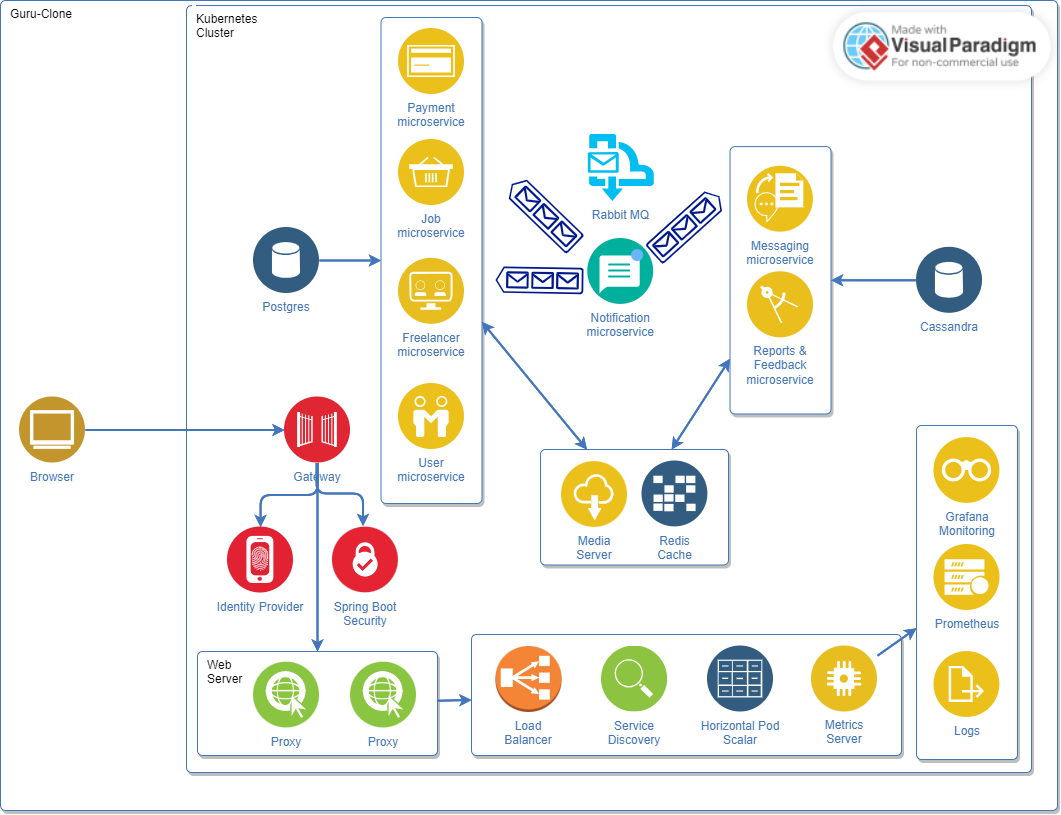 Guru-Clone
Kubernetes
Cluster
Made with
Visual Paradigm
For non-commercial use
Payment
microservice
Job
microservice
Freelancer
microservice
User
microservice
Postgres
Rabbit MQ
Notification
microservice
Messaging
microservice
Reports &
Feedback
microservice
Cassandra
Browser
Gateway
Identity Provider
Spring Boot
Security
Media
Server
Redis
Cache
Grafana
Monitoring
Prometheus
Logs
Web
Server
Proxy
Proxy
Load
Balancer
Service
Discovery
Horizontal Pod
Scalar
Metrics
Server